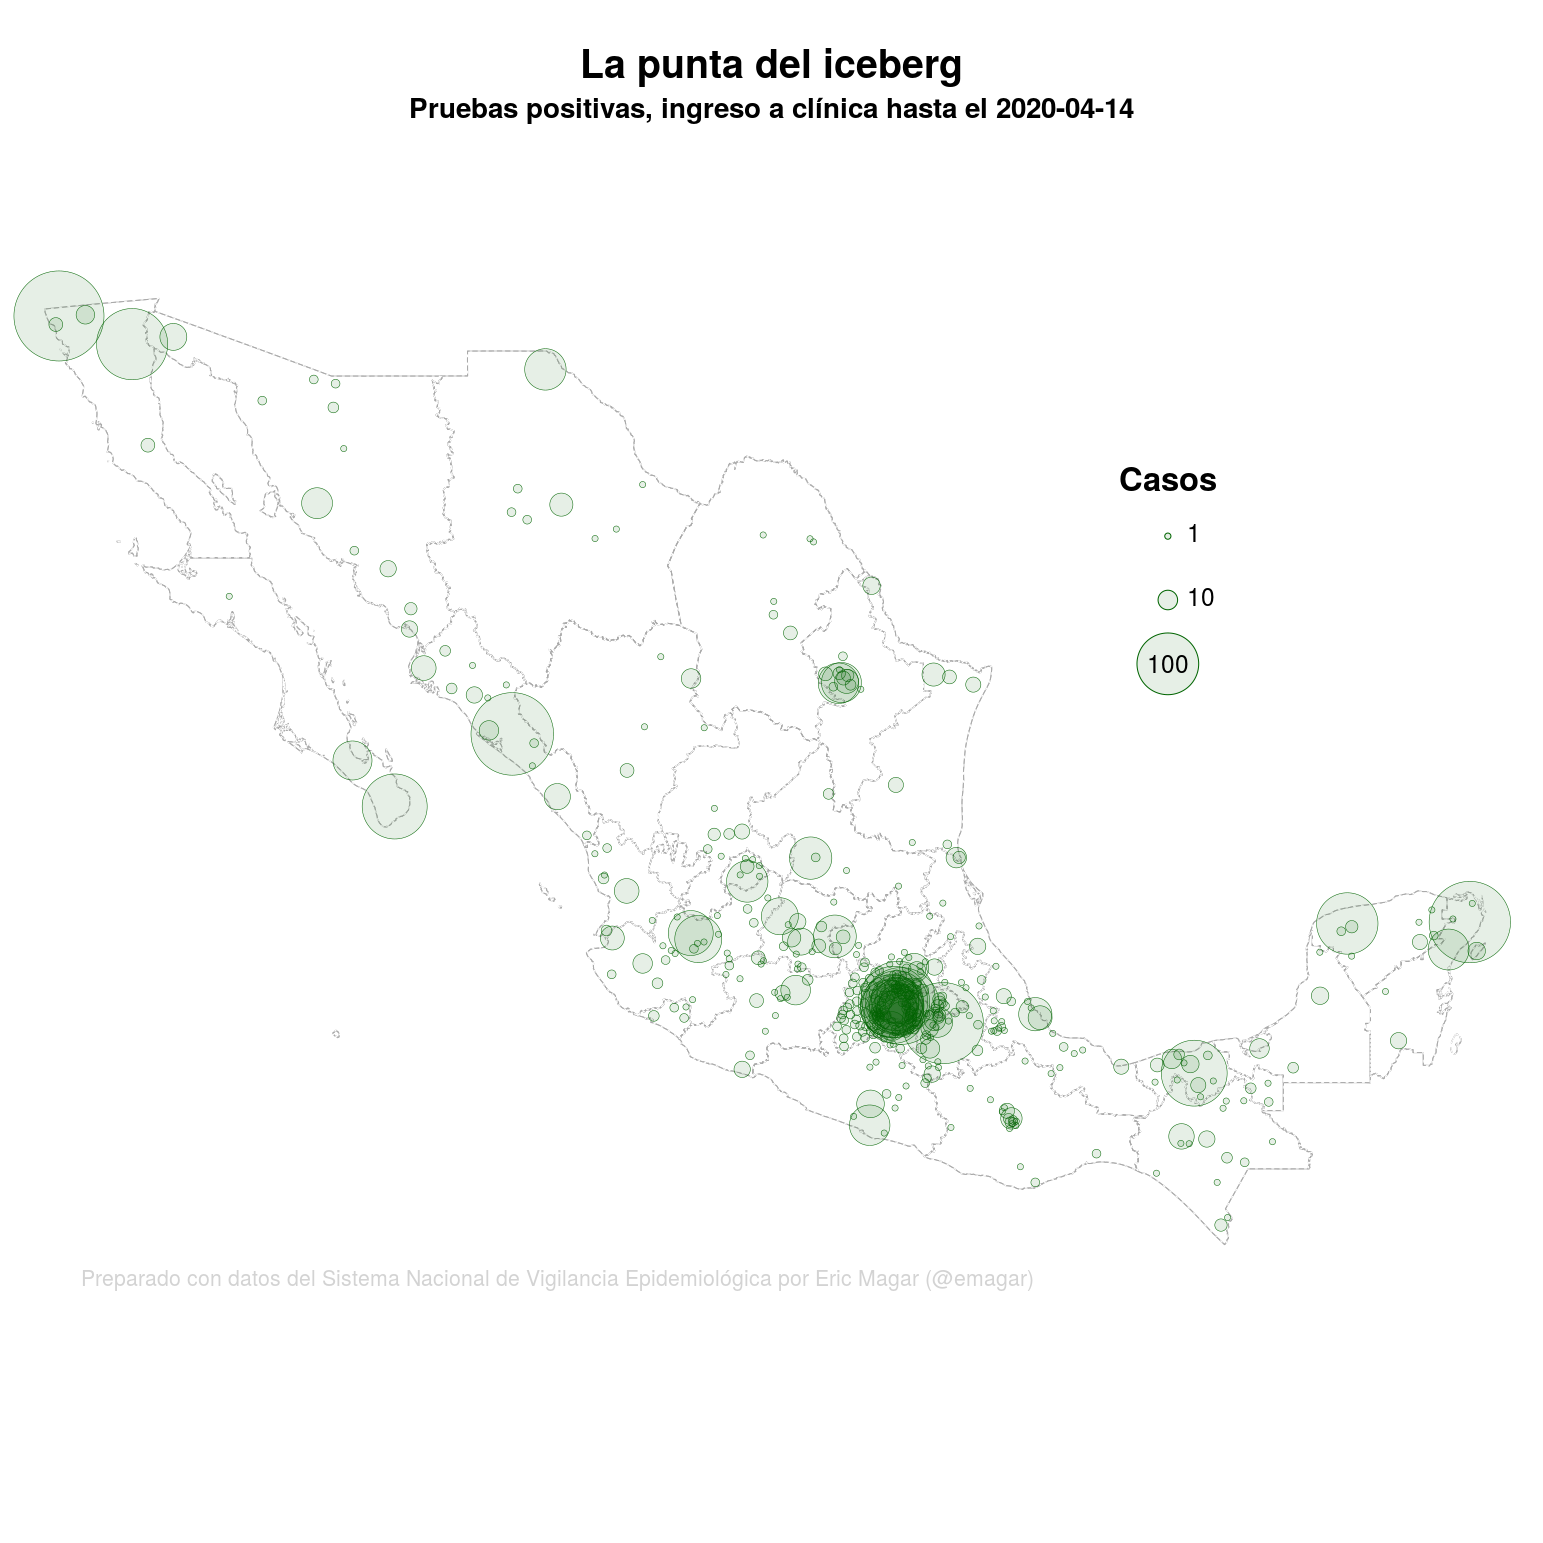 La punta del iceberg
Pruebas positivas, ingreso a clínica hasta el 2020-04-14
Casos
1
10
100
Preparado con datos del Sistema Nacional de Vigilancia Epidemiológica por Eric Magar (@emagar)